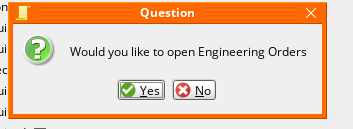 Question
Would you like to open Engineering Orders
Yes
No